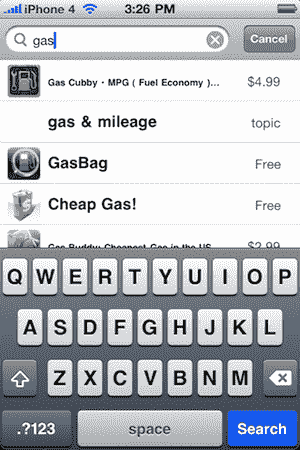 iPhone 4 3:26 PM
gas Cancel
Gas Cubby • MPG ( Fuel Economy )... $4.99
gas & mileage topic
GasBag Free
Cheap Gas! Free
Gas Buddy: Cheapest Gas in the US $2.99
Q W E R T Y U I O P
A S D F G H J K L
Z X C V B N M
.?123 space Search